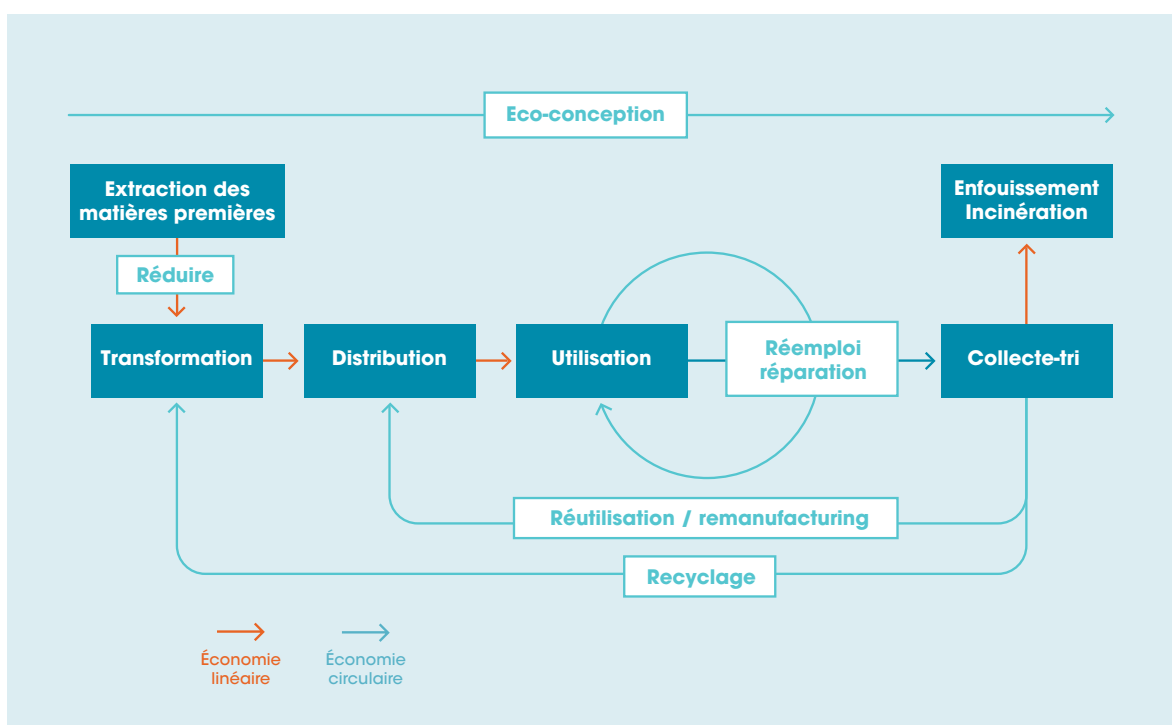 Eco-conception
Extraction des
matières premières
Enfouissement
Incinération
Réduire
Transformation
Distribution
Utilisation
Réemploi
réparation
Collecte-tri
Réutilisation / remanufacturing
Recyclage
Économie
linéaire
Économie
circulaire